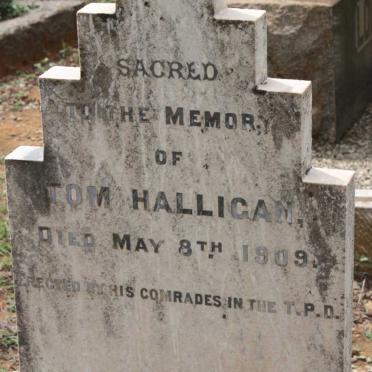 SACRED
TO THE MEMORY
OF
TOM HALLIGAN,
DIED MAY 8TH 1909.
ERECTED BY HIS COMRADES IN THE T.P.D.